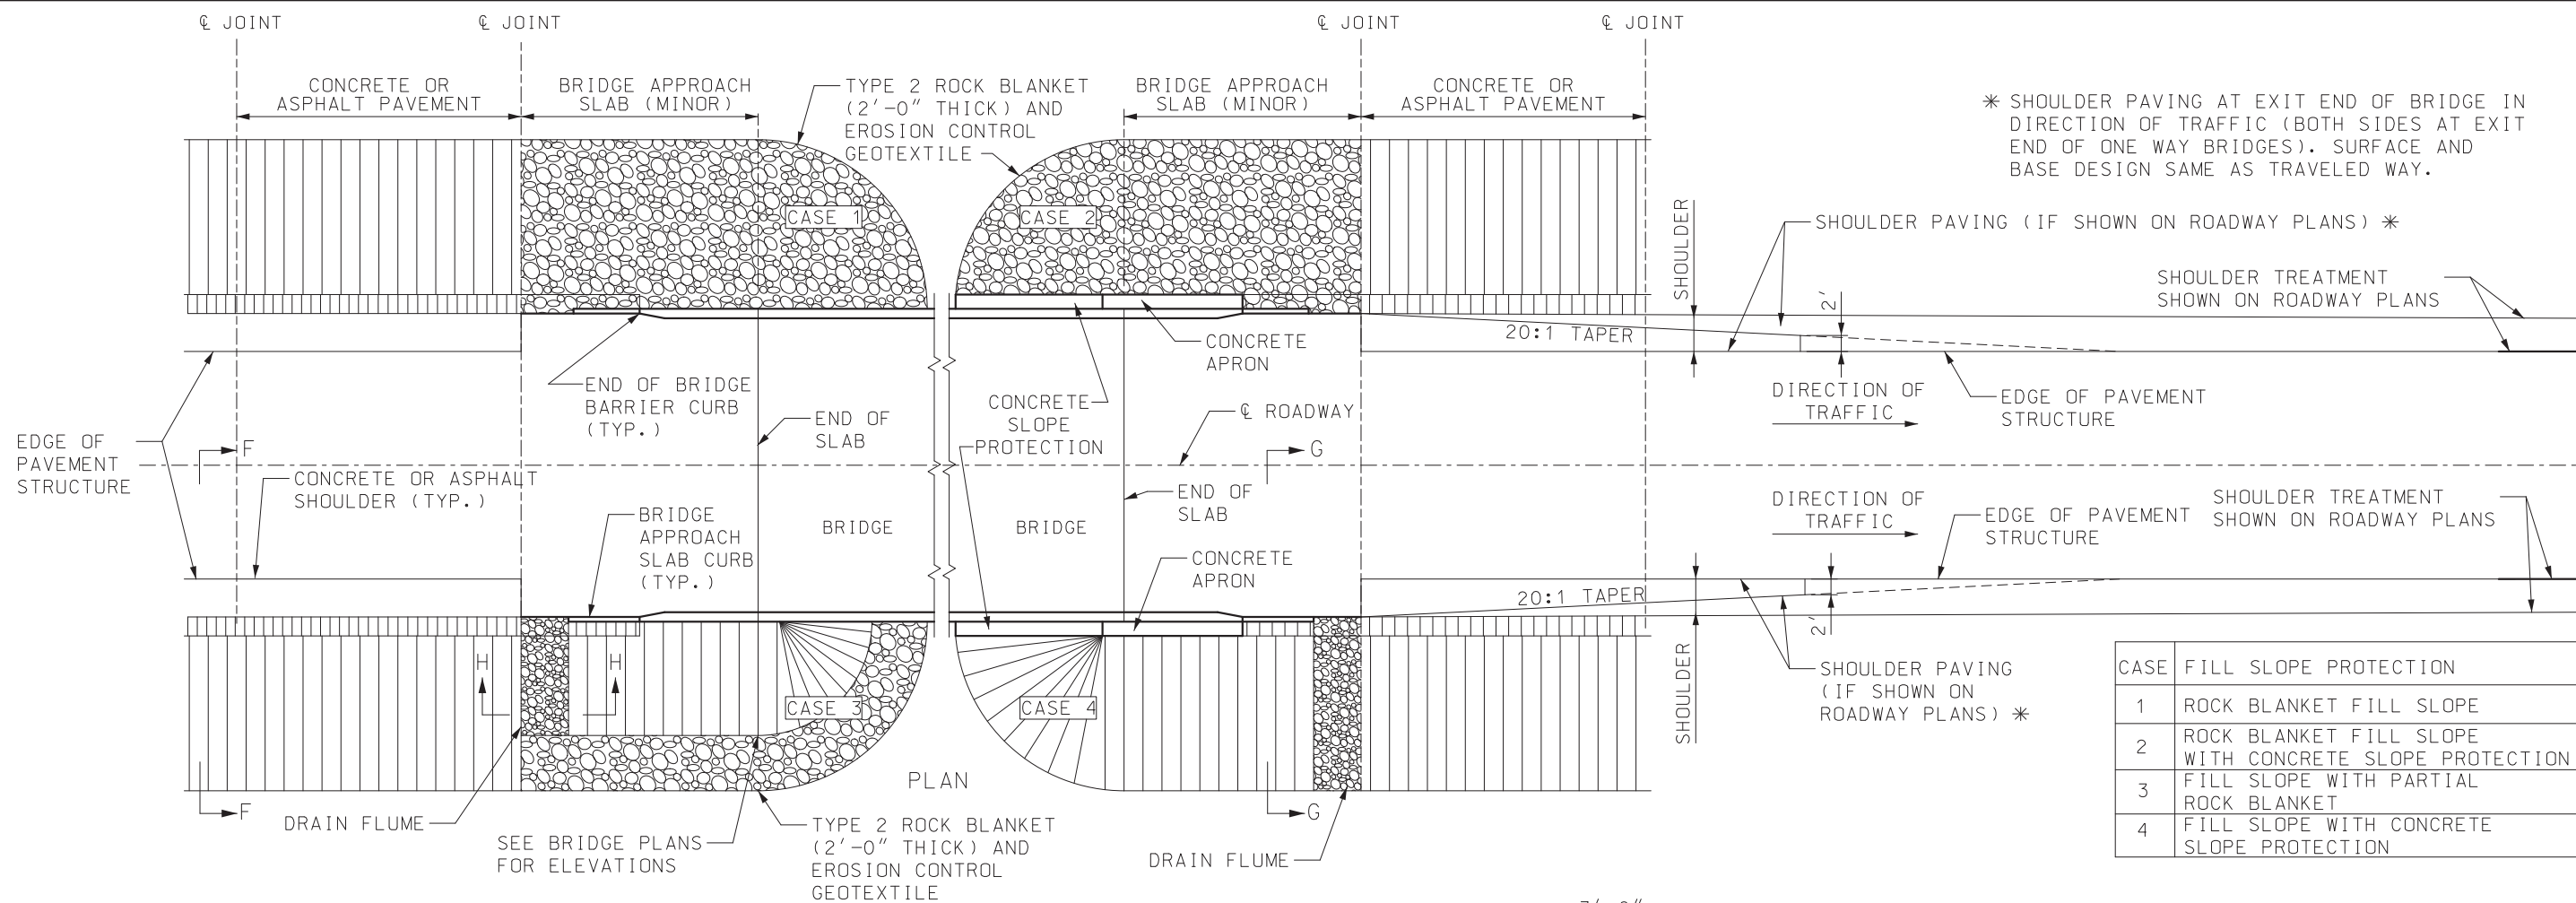 ℄ JOINT
℄ JOINT
℄ JOINT
℄ JOINT
CONCRETE OR
ASPHALT PAVEMENT
BRIDGE APPROACH
SLAB (MINOR)
TYPE 2 ROCK BLANKET
(2'-0" THICK) AND
EROSION CONTROL
GEOTEXTILE
BRIDGE APPROACH
SLAB (MINOR)
CONCRETE OR
ASPHALT PAVEMENT
* SHOULDER PAVING AT EXIT END OF BRIDGE IN
DIRECTION OF TRAFFIC (BOTH SIDES AT EXIT
END OF ONE WAY BRIDGES). SURFACE AND
BASE DESIGN SAME AS TRAVELED WAY.
CASE 1
CASE 2
SHOULDER
SHOULDER PAVING (IF SHOWN ON ROADWAY PLANS) *
SHOULDER TREATMENT
SHOWN ON ROADWAY PLANS
2'
20:1 TAPER
CONCRETE
APRON
END OF BRIDGE
BARRIER CURB
(TYP.)
END OF
SLAB
CONCRETE
SLOPE
PROTECTION
℄ ROADWAY
DIRECTION OF
TRAFFIC
EDGE OF PAVEMENT
STRUCTURE
EDGE OF
PAVEMENT
STRUCTURE
F
G
CONCRETE OR ASPHALT
SHOULDER (TYP.)
BRIDGE
APPROACH
SLAB CURB
(TYP.)
BRIDGE
BRIDGE
END OF
SLAB
CONCRETE
APRON
DIRECTION OF
TRAFFIC
EDGE OF PAVEMENT
STRUCTURE
SHOULDER TREATMENT
SHOWN ON ROADWAY PLANS
20:1 TAPER
2'
SHOULDER
SHOULDER PAVING
(IF SHOWN ON
ROADWAY PLANS) *
H
H
CASE 3
CASE 4
PLAN
F
G
DRAIN FLUME
SEE BRIDGE PLANS
FOR ELEVATIONS
TYPE 2 ROCK BLANKET
(2'-0" THICK) AND
EROSION CONTROL
GEOTEXTILE
DRAIN FLUME
CASE FILL SLOPE PROTECTION
1 ROCK BLANKET FILL SLOPE
2 ROCK BLANKET FILL SLOPE
WITH CONCRETE SLOPE PROTECTION
3 FILL SLOPE WITH PARTIAL
ROCK BLANKET
4 FILL SLOPE WITH CONCRETE
SLOPE PROTECTION